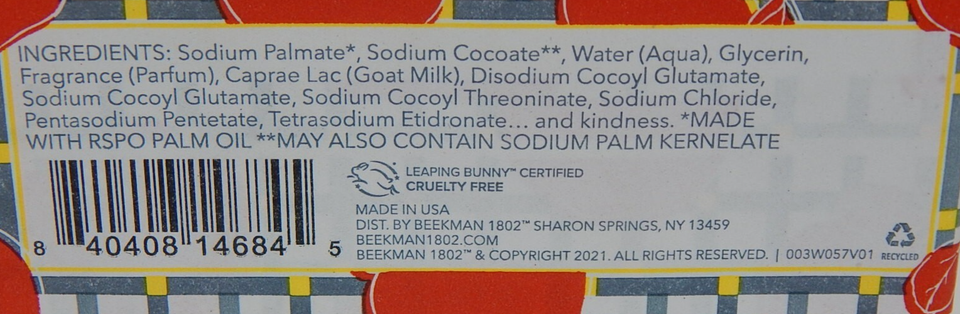 INGREDIENTS: Sodium Palmate*, Sodium Cocoate**, Water (Aqua), Glycerin,
Fragrance (Parfum), Caprae Lac (Goat Milk), Disodium Cocoyl Glutamate,
Sodium Cocoyl Glutamate, Sodium Cocoyl Threoninate, Sodium Chloride,
Pentasodium Pentetate, Tetrasodium Etidronate... and kindness. *MADE
WITH RSPO PALM OIL **MAY ALSO CONTAIN SODIUM PALM KERNELATE
LEAPING BUNNY™ CERTIFIED
CRUELTY FREE
MADE IN USA
DIST. BY BEEKMAN 1802™ SHARON SPRINGS, NY 13459
BEEKMAN1802.COM
BEEKMAN 1802™ & COPYRIGHT 2021. ALL RIGHTS RESERVED. | 003W057V01
RECYCLED
8 40408 14684 5